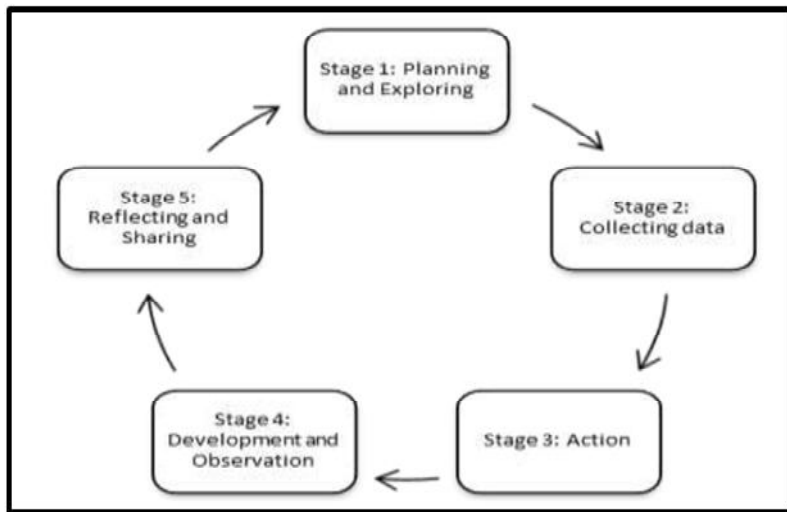 Stage 1: Planning
and Exploring
Stage 2:
Collecting data
Stage 3: Action
Stage 4:
Development and
Observation
Stage 5:
Reflecting and
Sharing